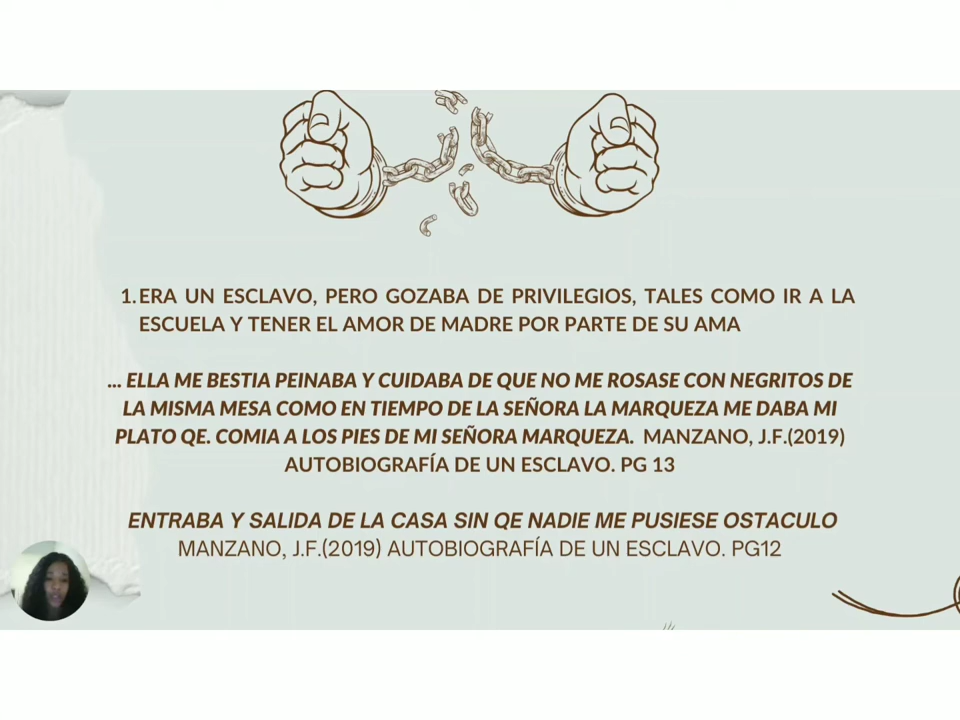 1. ERA UN ESCLAVO, PERO GOZABA DE PRIVILEGIOS, TALES COMO IR A LA
ESCUELA Y TENER EL AMOR DE MADRE POR PARTE DE SU AMA
... ELLA ME BESTIA PEINABA Y CUIDABA DE QUE NO ME ROSASE CON NEGRITOS DE
LA MISMA MESA COMO EN TIEMPO DE LA SEÑORA LA MARQUEZA ME DABA MI
PLATO QE. COMIA A LOS PIES DE MI SEÑORA MARQUEZA. MANZANO, J.F.(2019)
AUTOBIOGRAFÍA DE UN ESCLAVO. PG 13
ENTRABA Y SALIDA DE LA CASA SIN QE NADIE ME PUSIESE OSTACULO
MANZANO, J.F.(2019) AUTOBIOGRAFÍA DE UN ESCLAVO. PG12